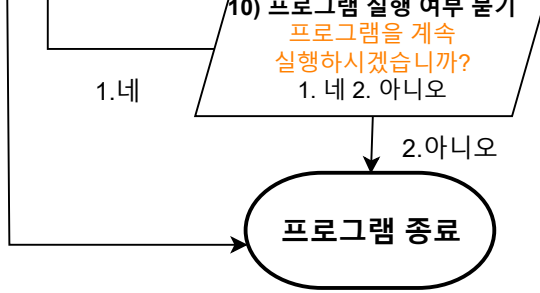 10) 프로그램 실행 여부 묻기
프로그램을 계속
실행하시겠습니까?
1. 네 2. 아니오
1.네
2.아니오
프로그램 종료